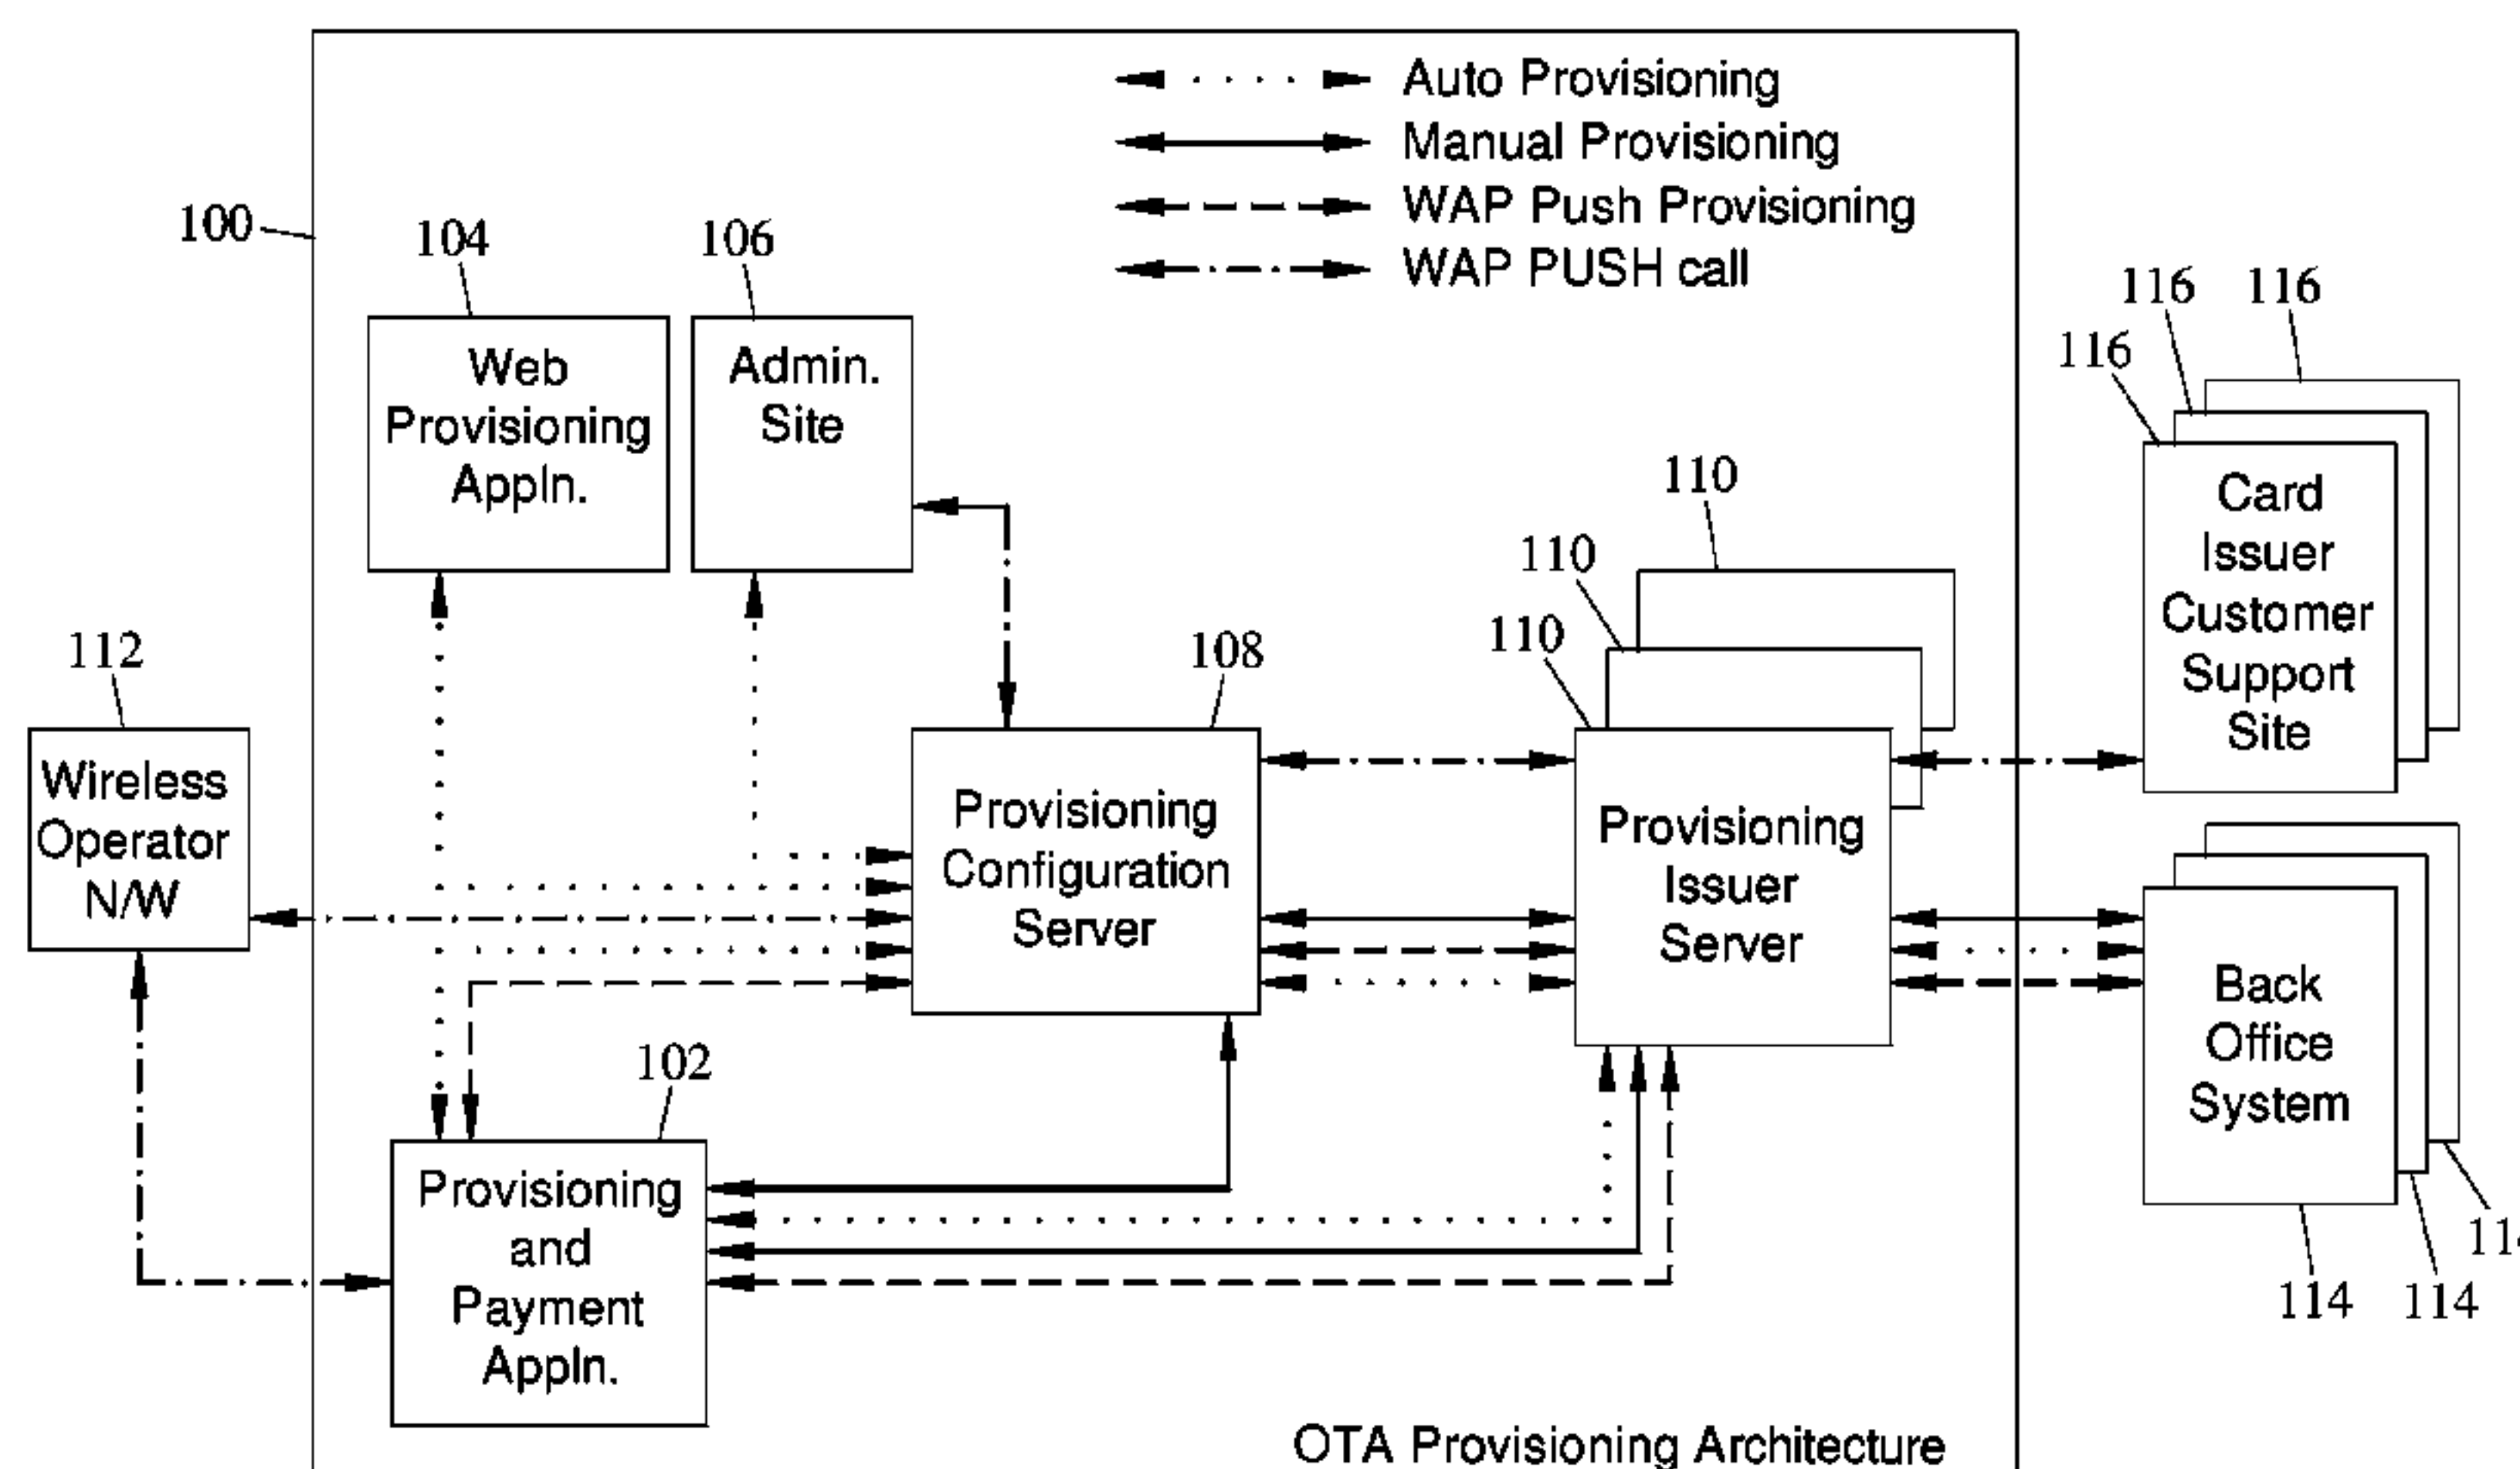 Auto Provisioning
Manual Provisioning
WAP Push Provisioning
WAP PUSH call
100
104
106
116
116
116
Web
Provisioning
Appln.
Admin.
Site
110
110
110
Card
Issuer
Customer
Support
Site
112
108
Wireless
Operator
N/W
Provisioning
Configuration
Server
Provisioning
Issuer
Server
Back
Office
System
102
Provisioning
and
Payment
Appln.
114
114
OTA Provisioning Architecture